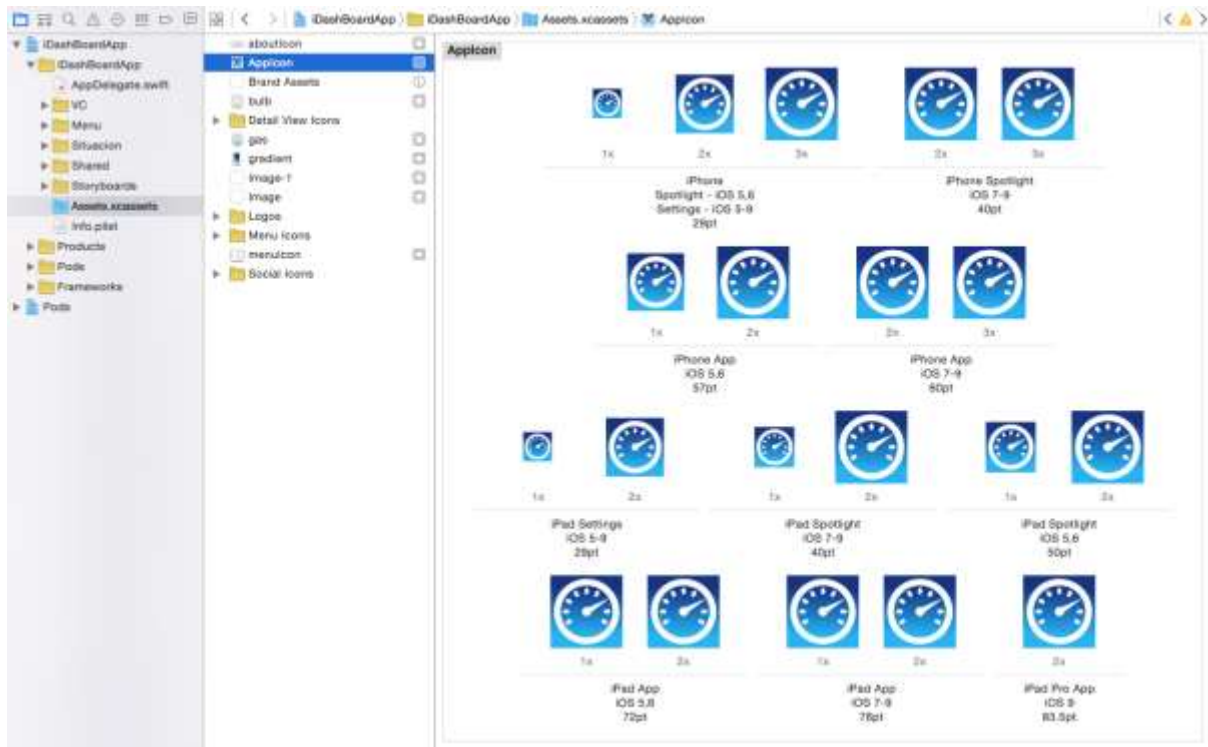 iDashBoardApp iDashBoardApp Assets.xcassets AppIcon
iDashBoardApp
iDashBoardApp
AppDelegate.swift
VC
Menu
Situacion
Shared
Storyboards
Assets.xcassets
Info.plist
Products
Pods
Frameworks
Pods
aboutIcon
AppIcon
Brand Assets
bulb
Detail View Icons
gas
gradient
Image-1
Image
Logos
Menu Icons
menuIcon
Social Icons
AppIcon
1x 2x 3x 2x 3x
iPhone
Spotlight - iOS 5,6
Settings - iOS 5-9
29pt
iPhone Spotlight
iOS 7-9
40pt
1x 2x 2x 3x
iPhone App
iOS 5,6
57pt
iPhone App
iOS 7-9
60pt
1x 2x 1x 2x 1x 2x
iPad Settings
iOS 5-9
29pt
iPad Spotlight
iOS 7-9
40pt
iPad Spotlight
iOS 5,6
50pt
1x 2x 1x 2x 2x
iPad App
iOS 5,6
72pt
iPad App
iOS 7-9
76pt
iPad Pro App
iOS 9
83.5pt